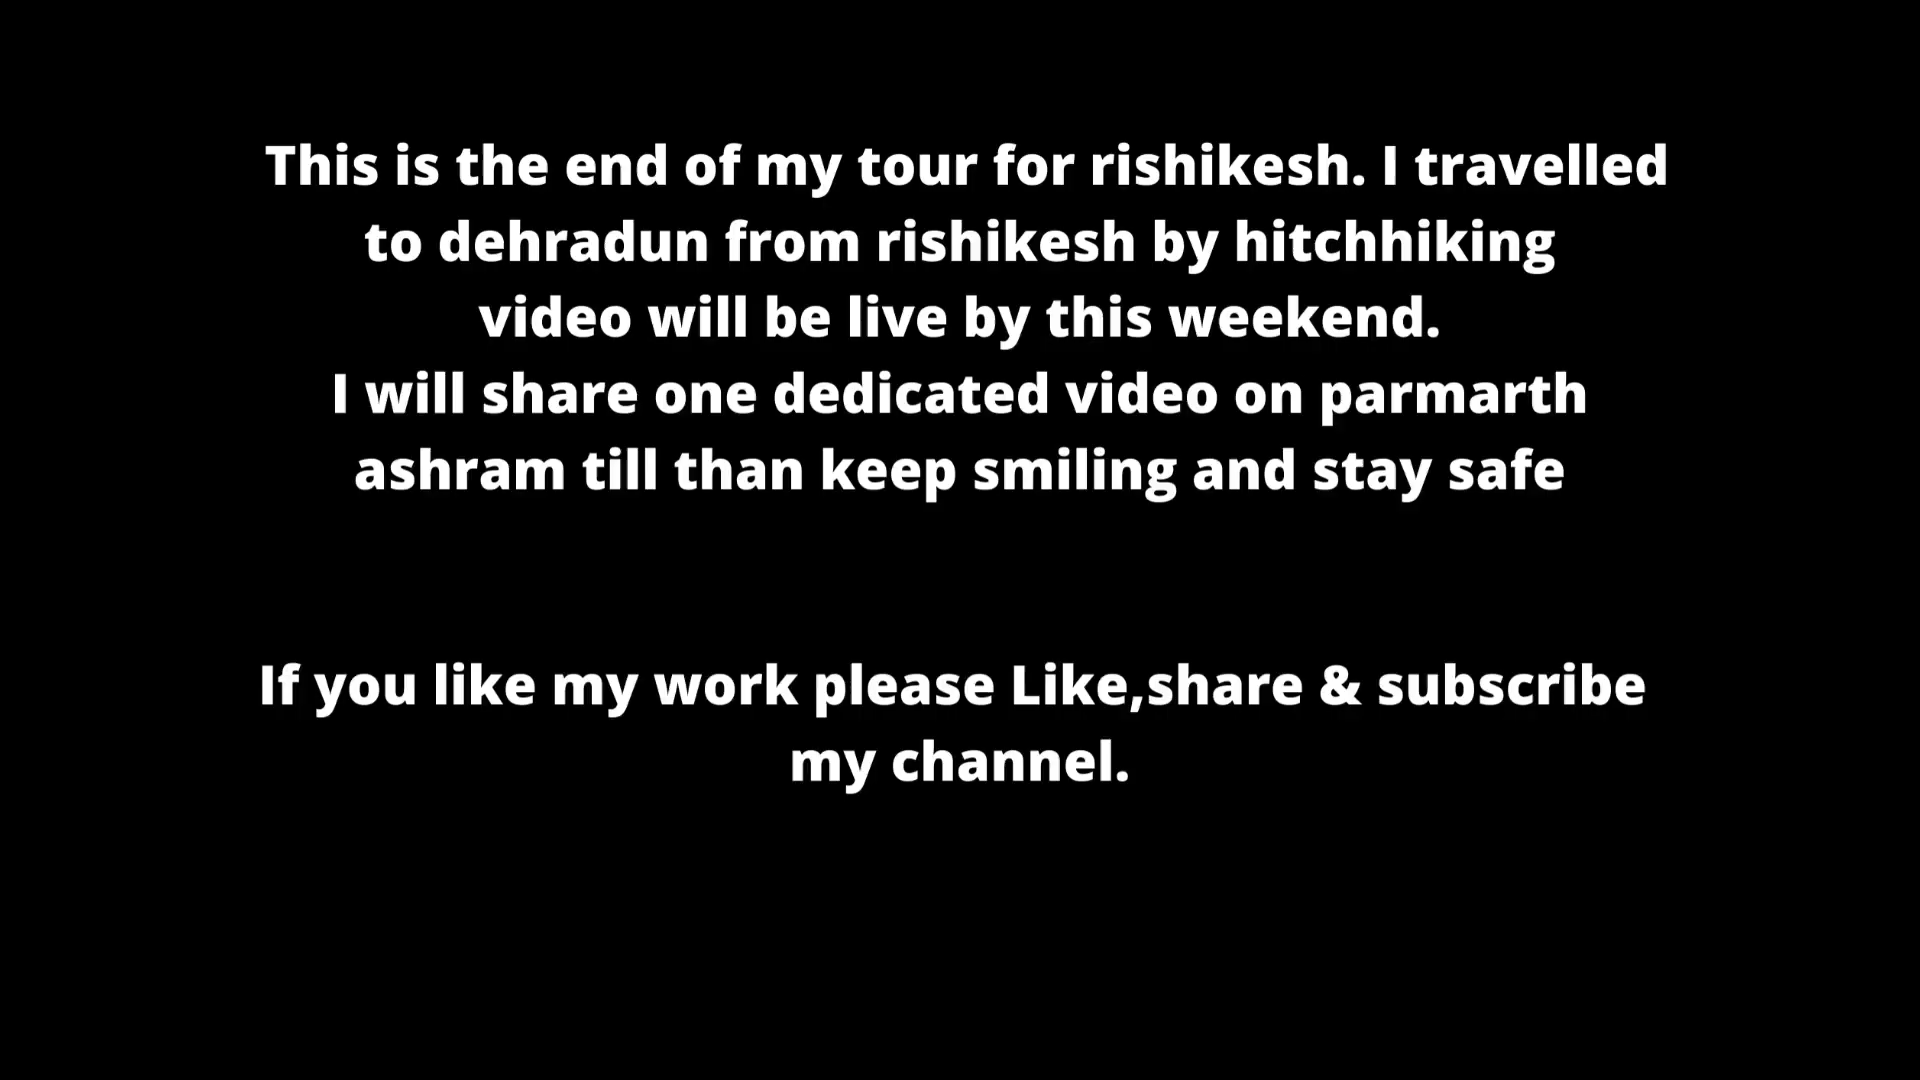 This is the end of my tour for rishikesh. I travelled
to dehradun from rishikesh by hitchhiking
video will be live by this weekend.
I will share one dedicated video on parmarth
ashram till than keep smiling and stay safe
If you like my work please Like,share & subscribe
my channel.